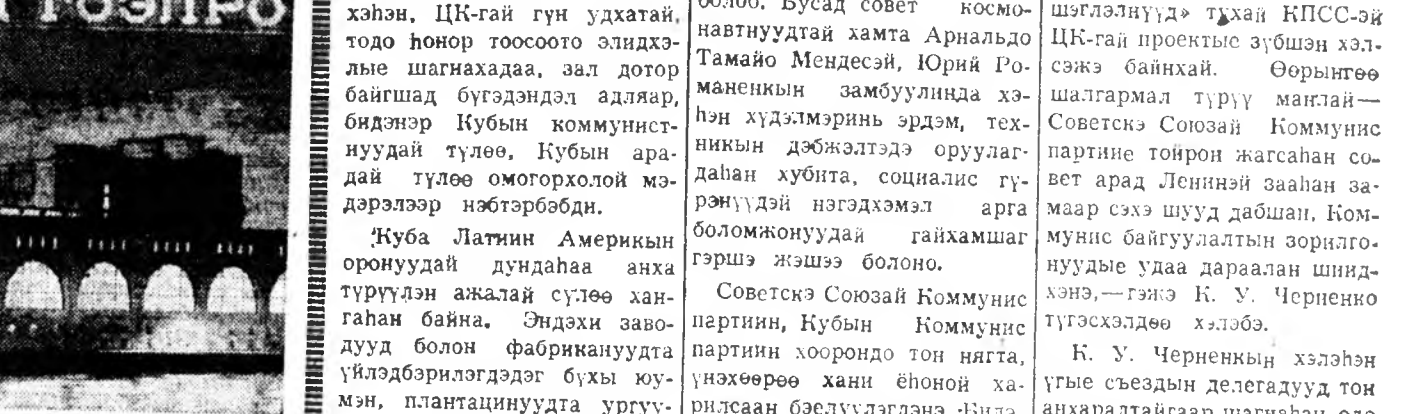 хэһэн, ЦК-гай гүн удхатай,
тодо һонор тоосоото элидхэ-
лые шагнахадаа, зал дотор
байгшад бүгэдэндэл адляар,
бидэнэр Кубын коммунист-
нуудай түлөө, Кубын ара-
дай түлөө омогорхолой мэ-
дэрэлээр нэбтэрбэбди.
Куба Латин Америкын
оронуудай дундаһаа анха
түрүүлэн ажалай сүлөө хан-
гаһан байна. Эндэхи заво-
дууд болон фабрикануудта
үйлэдбэрилэгдэдэг бүхы юу-
мэн, плантацинуудта ургуу-
болоо. Бусад совет космо-
навтнуудтай хамта Арнальдо
Тамайо Мендесэй, Юрий Ро-
маненкын замбуулинда хэ-
һэн хүдэлмэринь эрдэм, тех-
никын дэбжэлтэдэ оруулаг-
даһан хубита, социалис гү-
рэнүүдэй нэгэдхэмэл арга
боломжонуудай гайхамшаг
гэршэ жэшээ болоно.
Советскэ Союзай Коммунис
партиин, Кубын Коммунис
партиин хоорондо тон нягта,
үнэхөөрөө хани ёһоной ха-
рилсаан бэелүүлэгдэнэ.
шэглэлнүүд» тухай КПСС-эй
ЦК-гай проектые зүбшэн хэл-
сэжэ байнхай. Өөрынгөө
шалгармал түрүү манлай—
Советскэ Союзай Коммунис
партиие тойрон жагсаһан со-
вет арад Ленинэй зааһан за-
маар сэхэ шууд дабшан, Ком-
мунис байгуулалтын зорилго-
нуудые удаа дараалан шиид-
хэнэ,—гэжэ К. У. Черненко
түгэсхэлдөө хэлэбэ.
К. У. Черненкын хэлэһэн
үгые съездын делегадууд тон
анхаралтайгаар